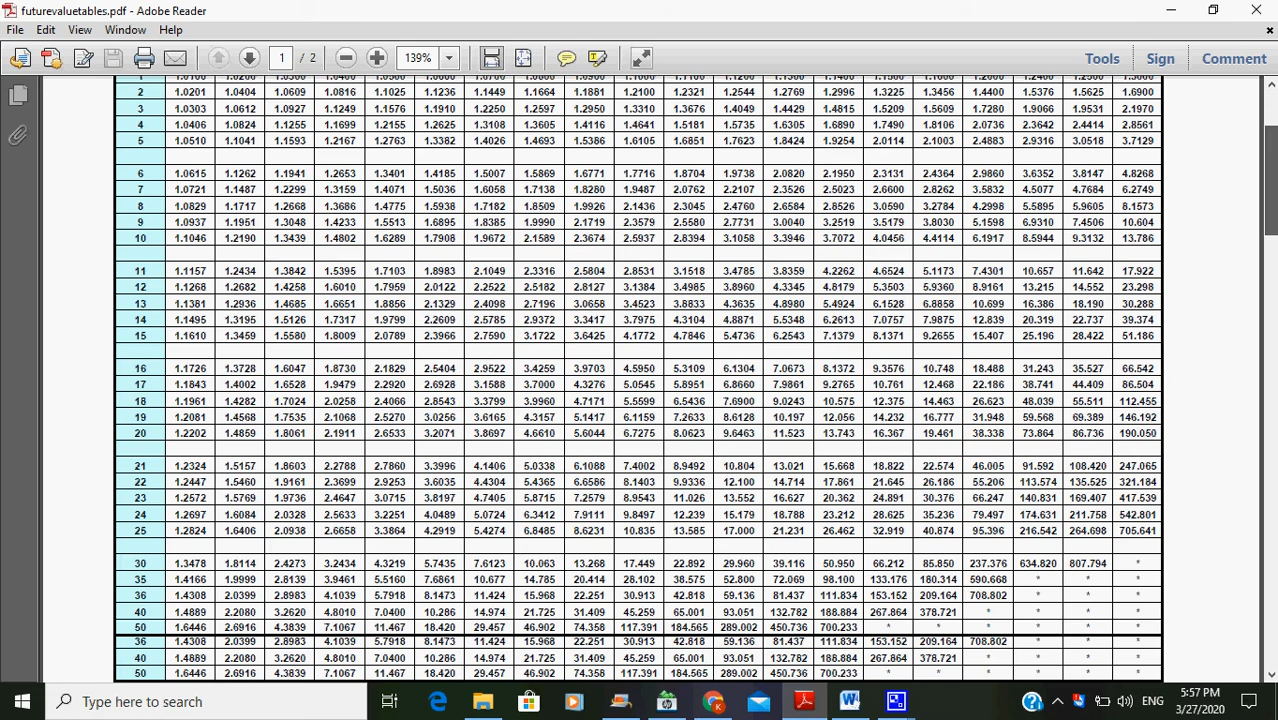 futurevaluetables.pdf - Adobe Reader
File Edit View Window Help
1 / 2 139% Tools Sign Comment
2 1.0201 1.0404 1.0609 1.0816 1.1025 1.1236 1.1449 1.1664 1.1881 1.2100 1.2321 1.2544 1.2769 1.2996 1.3225 1.3456 1.4400 1.5376 1.5625 1.6900
3 1.0303 1.0612 1.0927 1.1249 1.1576 1.1910 1.2250 1.2597 1.2950 1.3310 1.3676 1.4049 1.4429 1.4815 1.5209 1.5609 1.7280 1.9066 1.9531 2.1970
4 1.0406 1.0824 1.1255 1.1699 1.2155 1.2625 1.3108 1.3605 1.4116 1.4641 1.5181 1.5735 1.6305 1.6890 1.7490 1.8106 2.0736 2.3642 2.4414 2.8561
5 1.0510 1.1041 1.1593 1.2167 1.2763 1.3382 1.4026 1.4693 1.5386 1.6105 1.6851 1.7623 1.8424 1.9254 2.0114 2.1003 2.4883 2.9316 3.0518 3.7129
6 1.0615 1.1262 1.1941 1.2653 1.3401 1.4185 1.5007 1.5869 1.6771 1.7716 1.8704 1.9738 2.0820 2.1950 2.3131 2.4364 2.9860 3.6352 3.8147 4.8268
7 1.0721 1.1487 1.2299 1.3159 1.4071 1.5036 1.6058 1.7138 1.8280 1.9487 2.0762 2.2107 2.3526 2.5023 2.6600 2.8262 3.5832 4.5077 4.7684 6.2749
8 1.0829 1.1717 1.2668 1.3686 1.4775 1.5938 1.7182 1.8509 1.9926 2.1436 2.3045 2.4760 2.6584 2.8526 3.0590 3.2784 4.2998 5.5895 5.9605 8.1573
9 1.0937 1.1951 1.3048 1.4233 1.5513 1.6895 1.8385 1.9990 2.1719 2.3579 2.5580 2.7731 3.0040 3.2519 3.5179 3.8030 5.1598 6.9310 7.4506 10.604
10 1.1046 1.2190 1.3439 1.4802 1.6289 1.7908 1.9672 2.1589 2.3674 2.5937 2.8394 3.1058 3.3946 3.7072 4.0456 4.4114 6.1917 8.5944 9.3132 13.786
11 1.1157 1.2434 1.3842 1.5395 1.7103 1.8983 2.1049 2.3316 2.5804 2.8531 3.1518 3.4785 3.8359 4.2262 4.6524 5.1173 7.4301 10.657 11.642 17.922
12 1.1268 1.2682 1.4258 1.6010 1.7959 2.0122 2.2522 2.5182 2.8127 3.1384 3.4985 3.8960 4.3345 4.8179 5.3503 5.9360 8.9161 13.215 14.552 23.298
13 1.1381 1.2936 1.4685 1.6651 1.8856 2.1329 2.4098 2.7196 3.0658 3.4523 3.8833 4.3635 4.8980 5.4924 6.1528 6.8858 10.699 16.386 18.190 30.288
14 1.1495 1.3195 1.5126 1.7317 1.9799 2.2609 2.5785 2.9372 3.3417 3.7975 4.3104 4.8871 5.5348 6.2613 7.0757 7.9875 12.839 20.319 22.737 39.374
15 1.1610 1.3459 1.5580 1.8009 2.0789 2.3966 2.7590 3.1722 3.6425 4.1772 4.7846 5.4736 6.2543 7.1379 8.1371 9.2655 15.407 25.196 28.422 51.186
16 1.1726 1.3728 1.6047 1.8730 2.1829 2.5404 2.9522 3.4259 3.9703 4.5950 5.3109 6.1304 7.0673 8.1372 9.3576 10.748 18.488 31.243 35.527 66.542
17 1.1843 1.4002 1.6528 1.9479 2.2920 2.6928 3.1588 3.7000 4.3276 5.0545 5.8951 6.8660 7.9861 9.2765 10.761 12.468 22.186 38.741 44.409 86.504
18 1.1961 1.4282 1.7024 2.0258 2.4066 2.8543 3.3799 3.9960 4.7171 5.5599 6.5436 7.6900 9.0243 10.575 12.375 14.463 26.623 48.039 55.511 112.455
19 1.2081 1.4568 1.7535 2.1068 2.5270 3.0256 3.6165 4.3157 5.1417 6.1159 7.2633 8.6128 10.197 12.056 14.232 16.777 31.948 59.568 69.389 146.192
20 1.2202 1.4859 1.8061 2.1911 2.6533 3.2071 3.8697 4.6610 5.6044 6.7275 8.0623 9.6463 11.523 13.743 16.367 19.461 38.338 73.864 86.736 190.050
21 1.2324 1.5157 1.8603 2.2788 2.7860 3.3996 4.1406 5.0338 6.1088 7.4002 8.9492 10.804 13.021 15.668 18.822 22.574 46.005 91.592 108.420 247.065
22 1.2447 1.5460 1.9161 2.3699 2.9253 3.6035 4.4304 5.4365 6.6586 8.1403 9.9336 12.100 14.714 17.861 21.645 26.186 55.206 113.574 135.525 321.184
23 1.2572 1.5769 1.9736 2.4647 3.0715 3.8197 4.7405 5.8715 7.2579 8.9543 11.026 13.552 16.627 20.362 24.891 30.376 66.247 140.831 169.407 417.539
24 1.2697 1.6084 2.0328 2.5633 3.2251 4.0489 5.0724 6.3412 7.9111 9.8497 12.239 15.179 18.788 23.212 28.625 35.236 79.497 174.631 211.758 542.801
25 1.2824 1.6406 2.0938 2.6658 3.3864 4.2919 5.4274 6.8485 8.6231 10.835 13.585 17.000 21.231 26.462 32.919 40.874 95.396 216.542 264.698 705.641
30 1.3478 1.8114 2.4273 3.2434 4.3219 5.7435 7.6123 10.063 13.268 17.449 22.892 29.960 39.116 50.950 66.212 85.850 237.376 634.820 807.794 *
35 1.4166 1.9999 2.8139 3.9461 5.5160 7.6861 10.677 14.785 20.414 28.102 38.575 52.800 72.069 98.100 133.176 180.314 590.668 * * *
36 1.4308 2.0399 2.8983 4.1039 5.7918 8.1473 11.424 15.968 22.251 30.913 42.818 59.136 81.437 111.834 153.152 209.164 708.802 * * *
40 1.4889 2.2080 3.2620 4.8010 7.0400 10.286 14.974 21.725 31.409 45.259 65.001 93.051 132.782 188.884 267.864 378.721 * * * *
50 1.6446 2.6916 4.3839 7.1067 11.467 18.420 29.457 46.902 74.358 117.391 184.565 289.002 450.736 700.233 * * * * * *
36 1.4308 2.0399 2.8983 4.1039 5.7918 8.1473 11.424 15.968 22.251 30.913 42.818 59.136 81.437 111.834 153.152 209.164 708.802 * * *
40 1.4889 2.2080 3.2620 4.8010 7.0400 10.286 14.974 21.725 31.409 45.259 65.001 93.051 132.782 188.884 267.864 378.721 * * * *
50 1.6446 2.6916 4.3839 7.1067 11.467 18.420 29.457 46.902 74.358 117.391 184.565 289.002 450.736 700.233 * * * * * *
Type here to search
ENG
5:57 PM
3/27/2020